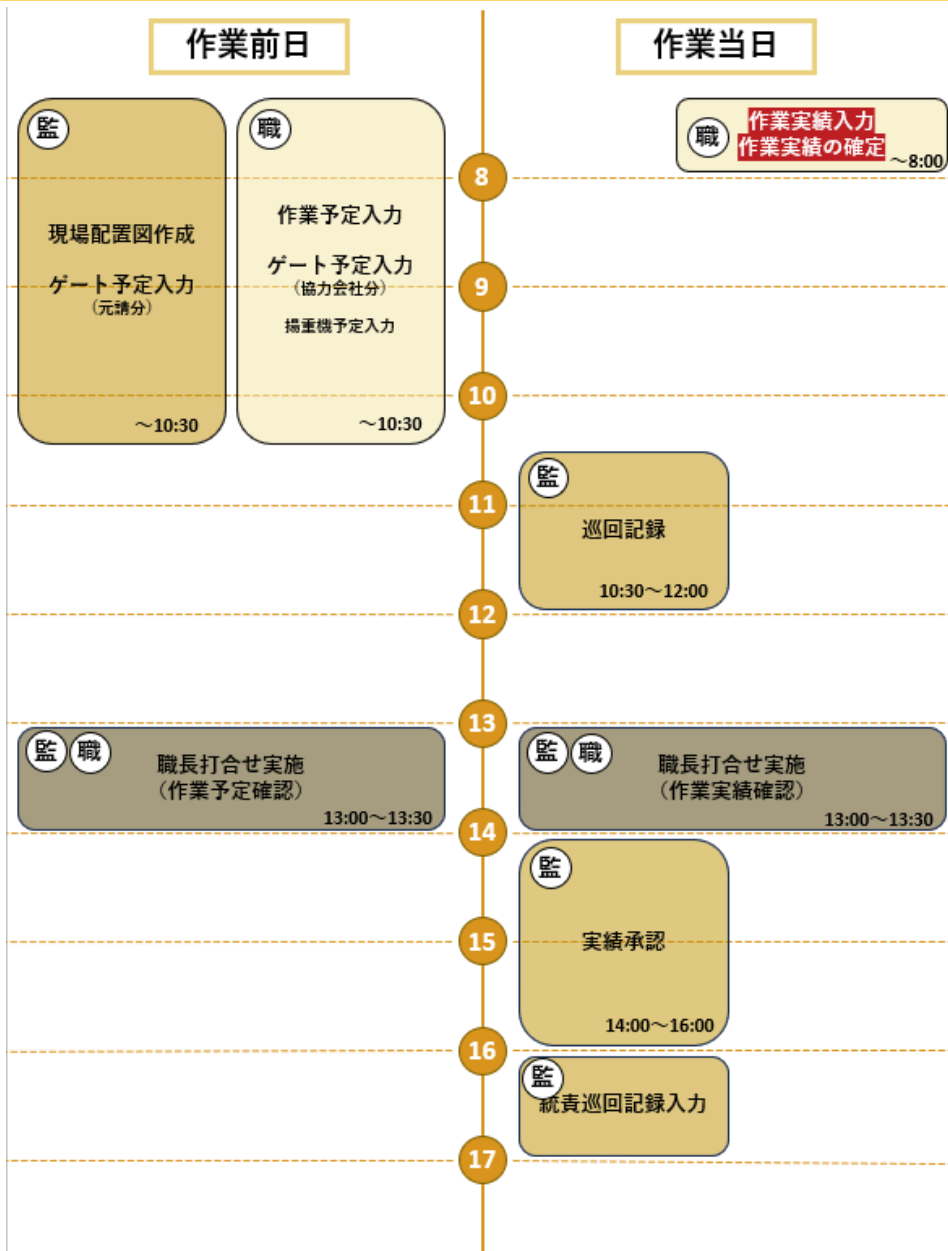 作業前日
作業当日
監
現場配置図作成
ゲート予定入力
（元請分）
～10:30
職
作業予定入力
ゲート予定入力
（協力会社分）
揚重機予定入力
～10:30
職
作業実績入力
作業実績の確定
～8:00
8
9
10
監
巡回記録
10:30～12:00
11
12
13
監 職
職長打合せ実施
（作業予定確認）
13:00～13:30
監 職
職長打合せ実施
（作業実績確認）
13:00～13:30
14
監
実績承認
14:00～16:00
15
16
監
統責巡回記録入力
17